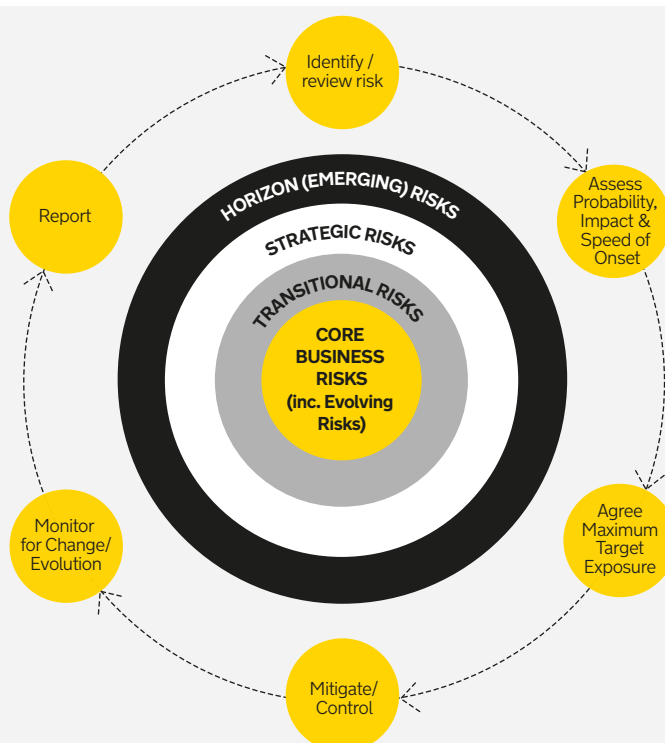 Identify /
review risk
Assess
Probability,
Impact &
Speed of
Onset
Agree
Maximum
Target
Exposure
Mitigate/
Control
Monitor
for Change/
Evolution
Report
HORIZON (EMERGING) RISKS
STRATEGIC RISKS
TRANSITIONAL RISKS
CORE
BUSINESS
RISKS
(inc. Evolving
Risks)